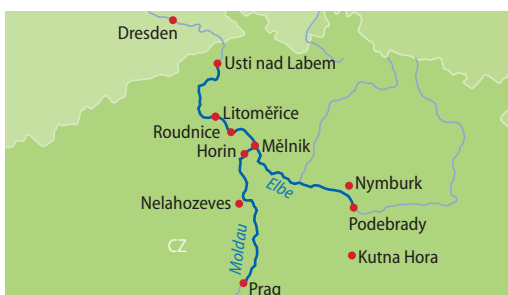 Dresden
Usti nad Labem
Litoměřice
Roudnice
Mělnik
Horin
Elbe
Nymburk
Nelahozeves
Podebrady
Moldau
CZ
Kutna Hora
Prag